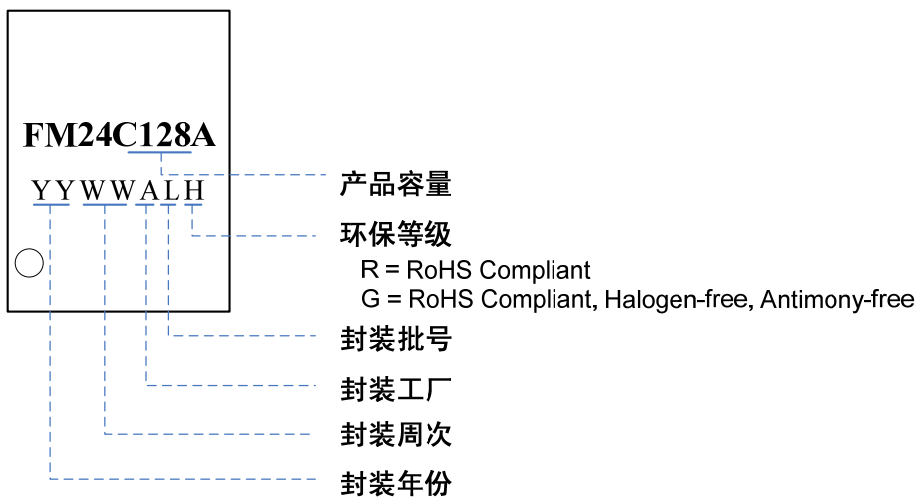 FM24C128A
YYWWALH
产品容量
环保等级
R = RoHS Compliant
G = RoHS Compliant, Halogen-free, Antimony-free
封装批号
封装工厂
封装周次
封装年份